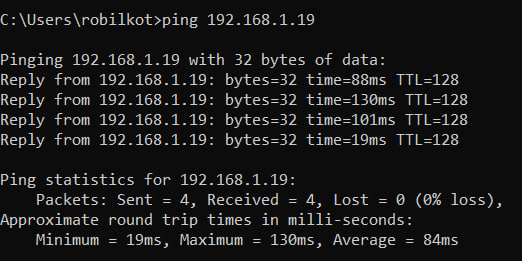 C:\Users\robilkot>ping 192.168.1.19
Pinging 192.168.1.19 with 32 bytes of data:
Reply from 192.168.1.19: bytes=32 time=88ms TTL=128
Reply from 192.168.1.19: bytes=32 time=130ms TTL=128
Reply from 192.168.1.19: bytes=32 time=101ms TTL=128
Reply from 192.168.1.19: bytes=32 time=19ms TTL=128
Ping statistics for 192.168.1.19:
    Packets: Sent = 4, Received = 4, Lost = 0 (0% loss),
Approximate round trip times in milli-seconds:
    Minimum = 19ms, Maximum = 130ms, Average = 84ms